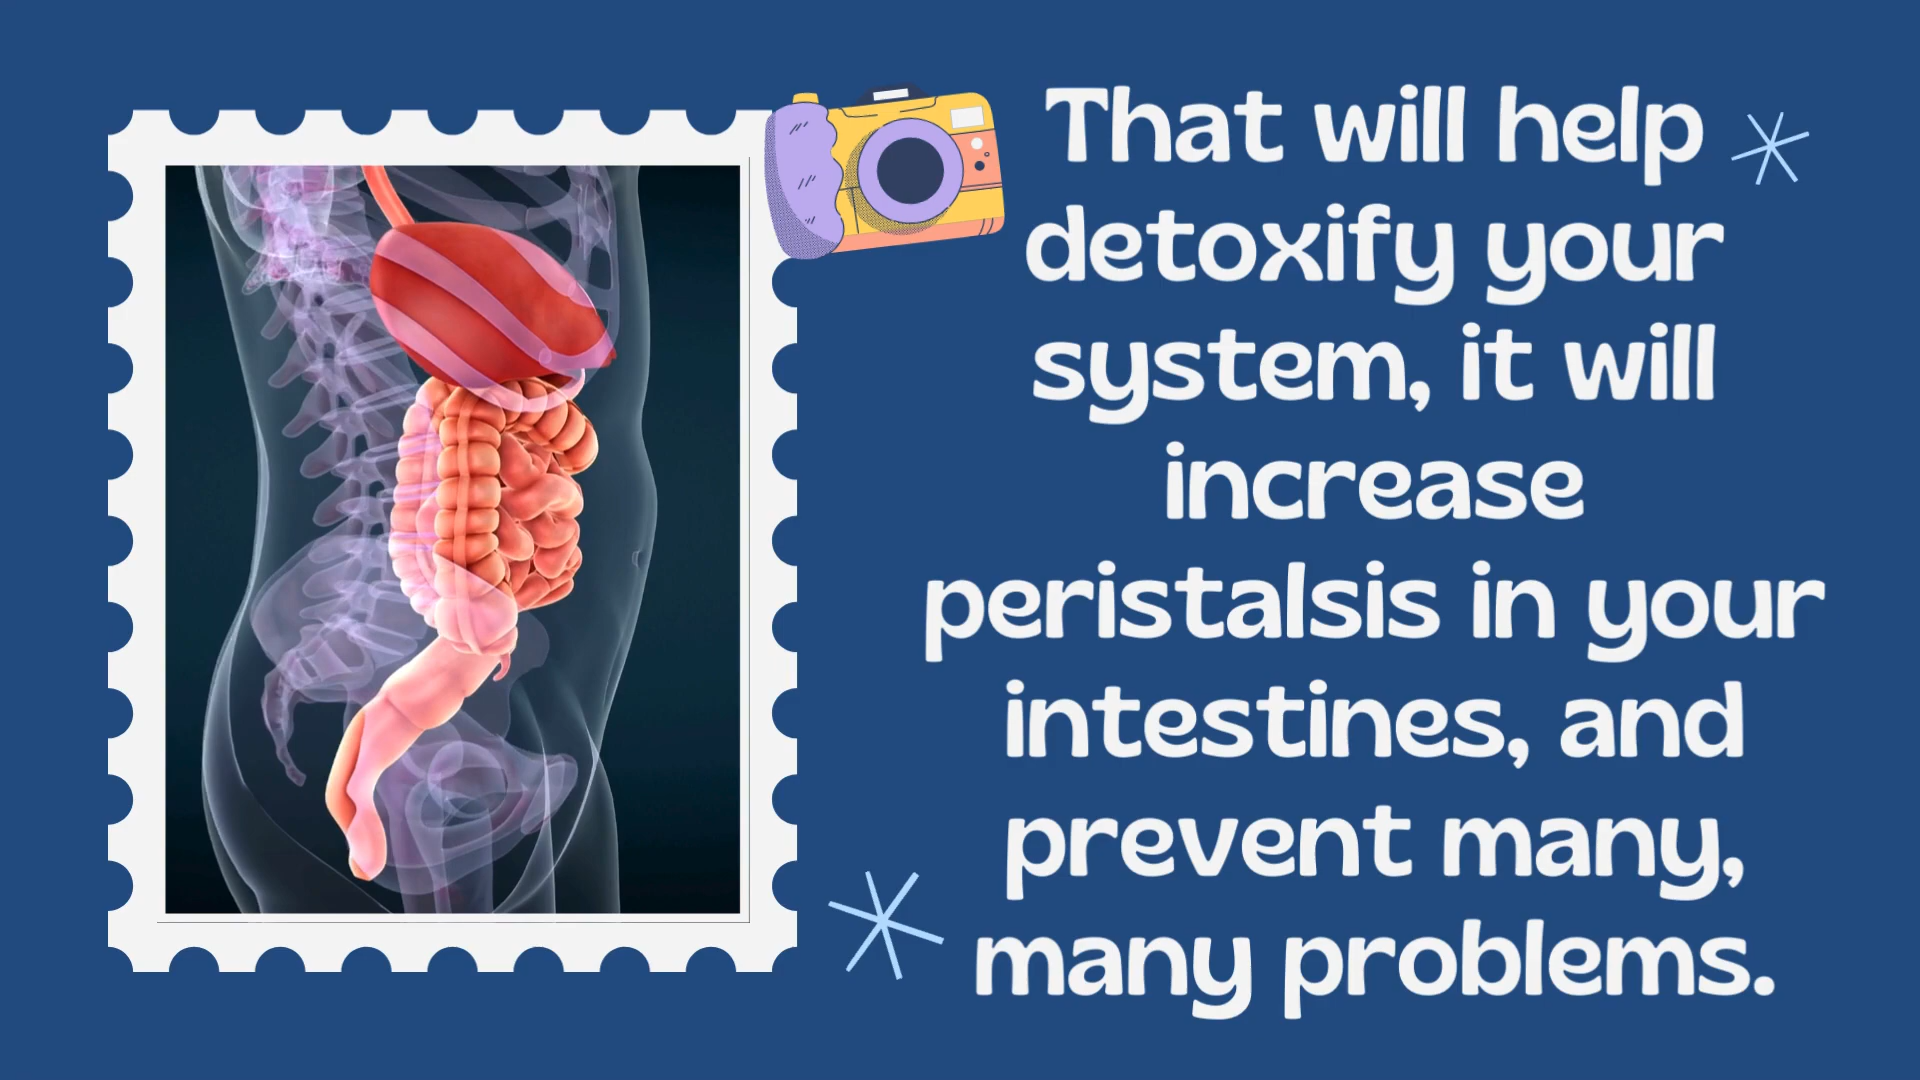 That will help
detoxify your
system, it will
increase
peristalsis in your
intestines, and
prevent many,
many problems.